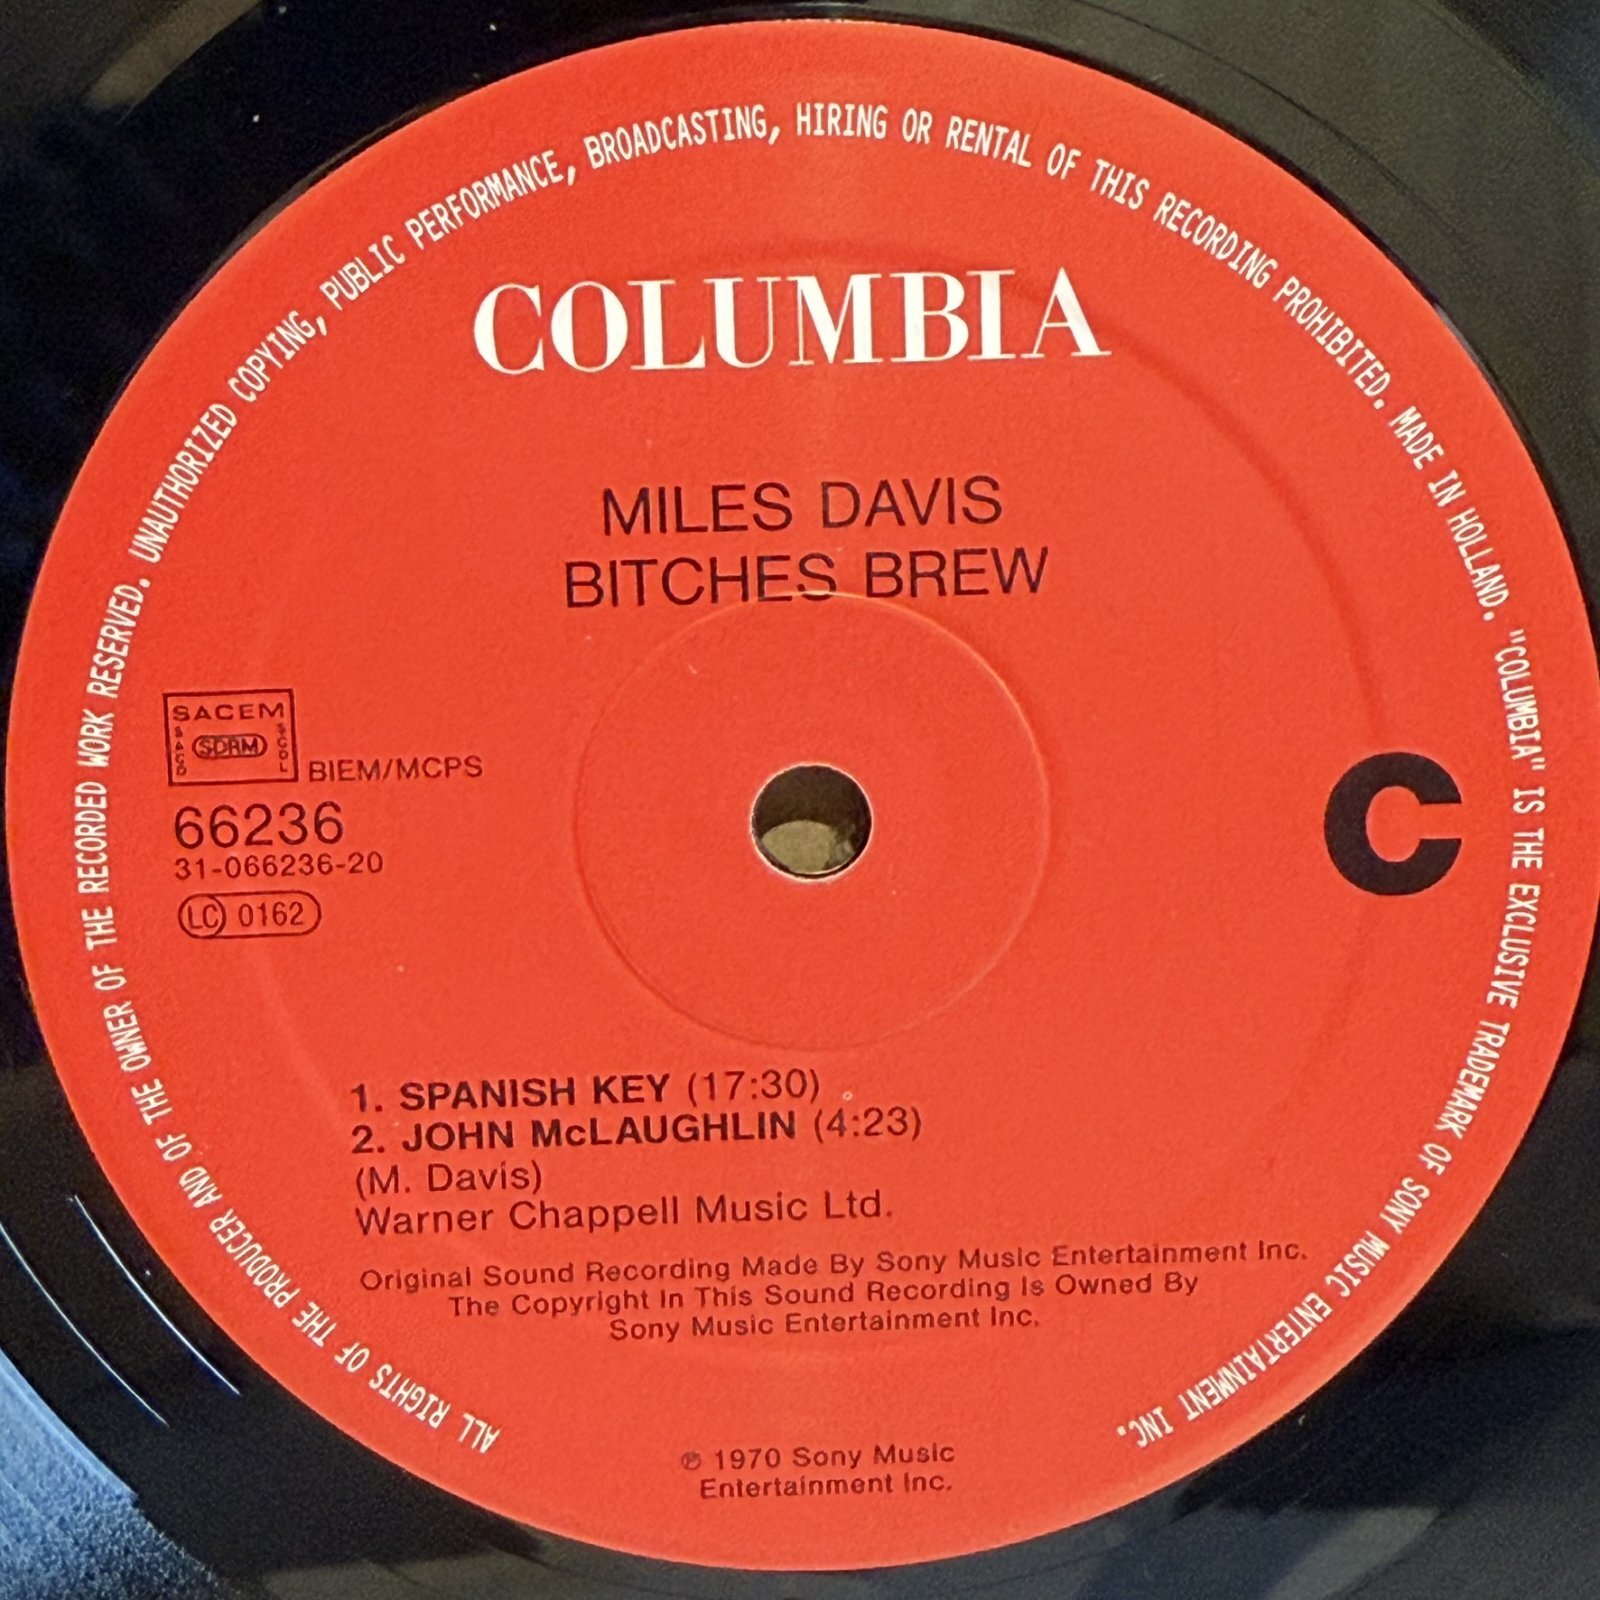 ALL RIGHTS OF THE PRODUCER AND OF THE OWNER OF THE RECORDED WORK RESERVED. UNAUTHORIZED COPYING, PUBLIC PERFORMANCE, BROADCASTING, HIRING OR RENTAL OF THIS RECORDING PROHIBITED. MADE IN HOLLAND. "COLUMBIA" IS THE EXCLUSIVE TRADEMARK OF SONY MUSIC ENTERTAINMENT INC.
COLUMBIA
MILES DAVIS
BITCHES BREW
SACEM
SACD
SDRM
SGDL
BIEM/MCPS
66236
31-066236-20
LC 0162
C
1. SPANISH KEY (17:30)
2. JOHN McLAUGHLIN (4:23)
(M. Davis)
Warner Chappell Music Ltd.
Original Sound Recording Made By Sony Music Entertainment Inc.
The Copyright In This Sound Recording Is Owned By
Sony Music Entertainment Inc.
℗ 1970 Sony Music
Entertainment Inc.